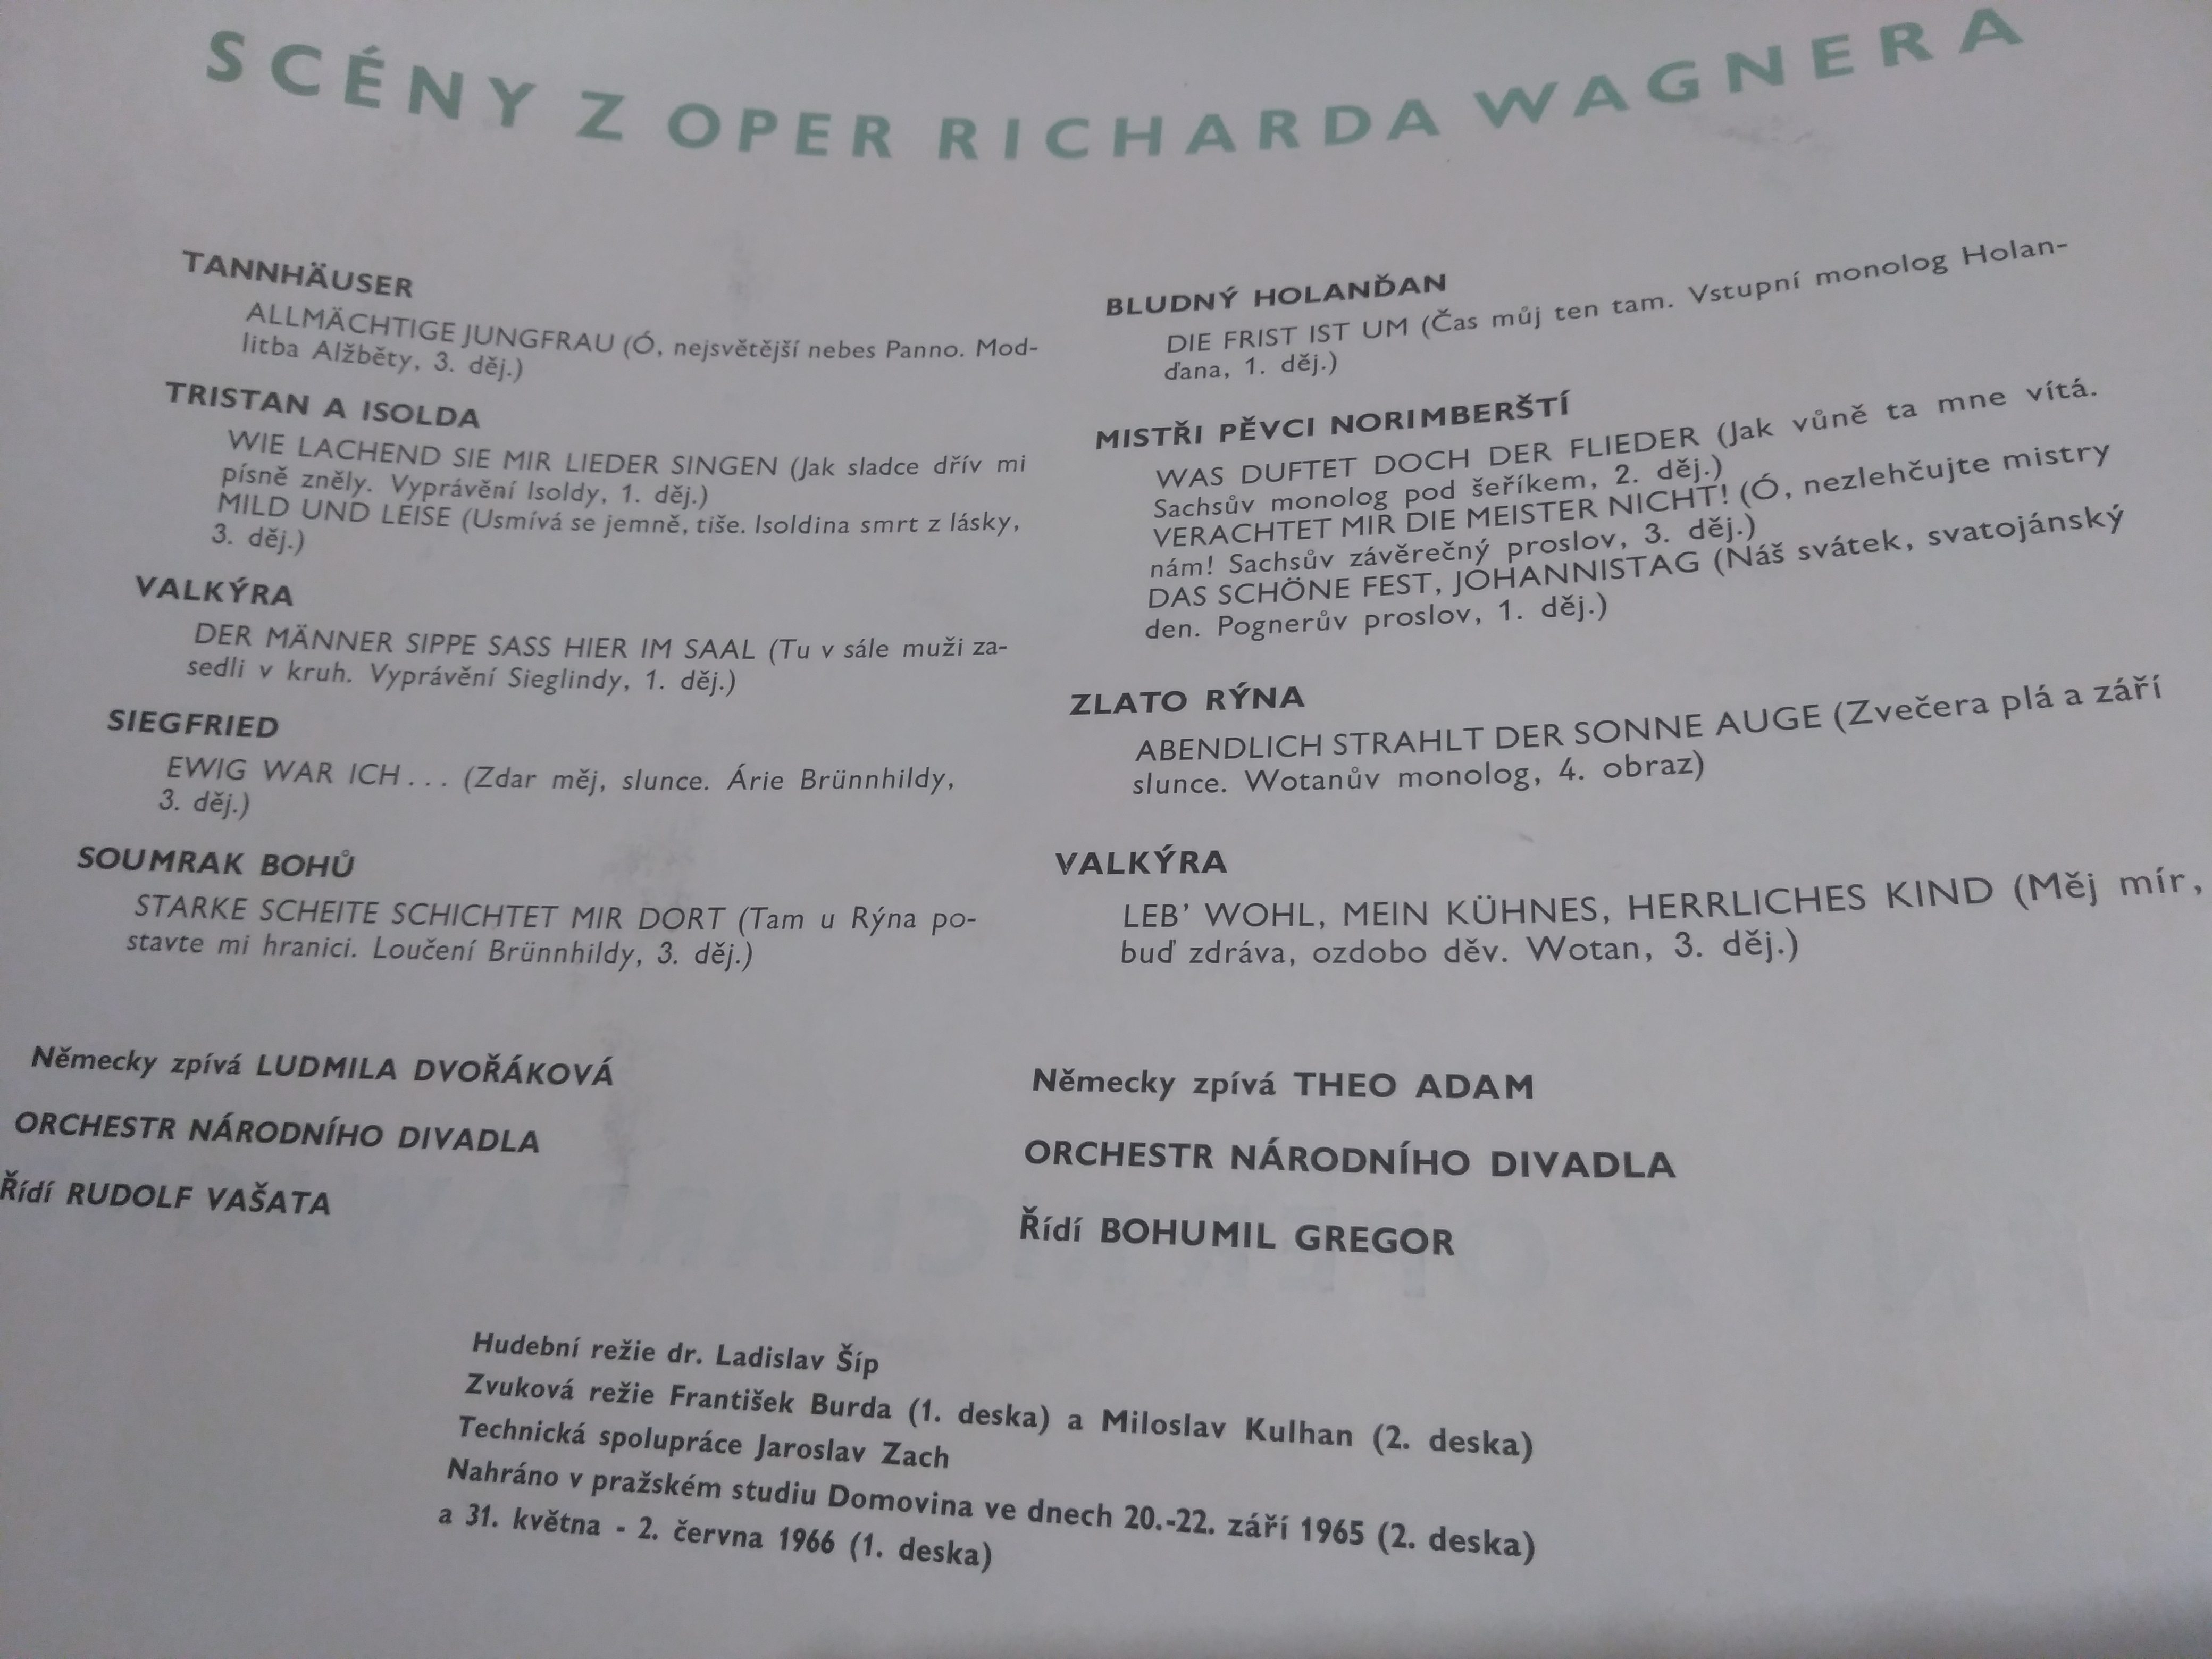 SCÉNY Z OPER RICHARDA WAGNERA
TANNHÄUSER
ALLMÄCHTIGE JUNGFRAU (Ó, nejsvětější nebes Panno. Mod-
litba Alžběty, 3. děj.)
TRISTAN A ISOLDA
WIE LACHEND SIE MIR LIEDER SINGEN (Jak sladce dřív mi
písně zněly. Vyprávění Isoldy, 1. děj.)
MILD UND LEISE (Usmívá se jemně, tiše. Isoldina smrt z lásky,
3. děj.)
VALKÝRA
DER MÄNNER SIPPE SASS HIER IM SAAL (Tu v sále muži za-
sedli v kruh. Vyprávění Sieglindy, 1. děj.)
SIEGFRIED
EWIG WAR ICH... (Zdar měj, slunce. Árie Brünnhildy,
3. děj.)
SOUMRAK BOHŮ
STARKE SCHEITE SCHICHTET MIR DORT (Tam u Rýna po-
stavte mi hranici. Loučení Brünnhildy, 3. děj.)
Německy zpívá LUDMILA DVOŘÁKOVÁ
ORCHESTR NÁRODNÍHO DIVADLA
Řídí RUDOLF VAŠATA
BLUDNÝ HOLANĎAN
DIE FRIST IST UM (Čas můj ten tam. Vstupní monolog Holan-
ďana, 1. děj.)
MISTŘI PĚVCI NORIMBERŠTÍ
WAS DUFTET DOCH DER FLIEDER (Jak vůně ta mne vítá.
Sachsův monolog pod šeříkem, 2. děj.)
VERACHTET MIR DIE MEISTER NICHT! (Ó, nezlehčujte mistry
nám! Sachsův závěrečný proslov, 3. děj.)
DAS SCHÖNE FEST, JOHANNISTAG (Náš svátek, svatojánský
den. Pognerův proslov, 1. děj.)
ZLATO RÝNA
ABENDLICH STRAHLT DER SONNE AUGE (Zvečera plá a září
slunce. Wotanův monolog, 4. obraz)
VALKÝRA
LEB' WOHL, MEIN KÜHNES, HERRLICHES KIND (Měj mír,
buď zdráva, ozdobo děv. Wotan, 3. děj.)
Německy zpívá THEO ADAM
ORCHESTR NÁRODNÍHO DIVADLA
Řídí BOHUMIL GREGOR
Hudební režie dr. Ladislav Šíp
Zvuková režie František Burda (1. deska) a Miloslav Kulhan (2. deska)
Technická spolupráce Jaroslav Zach
Nahráno v pražském studiu Domovina ve dnech 20.-22. září 1965 (2. deska)
a 31. května - 2. června 1966 (1. deska)